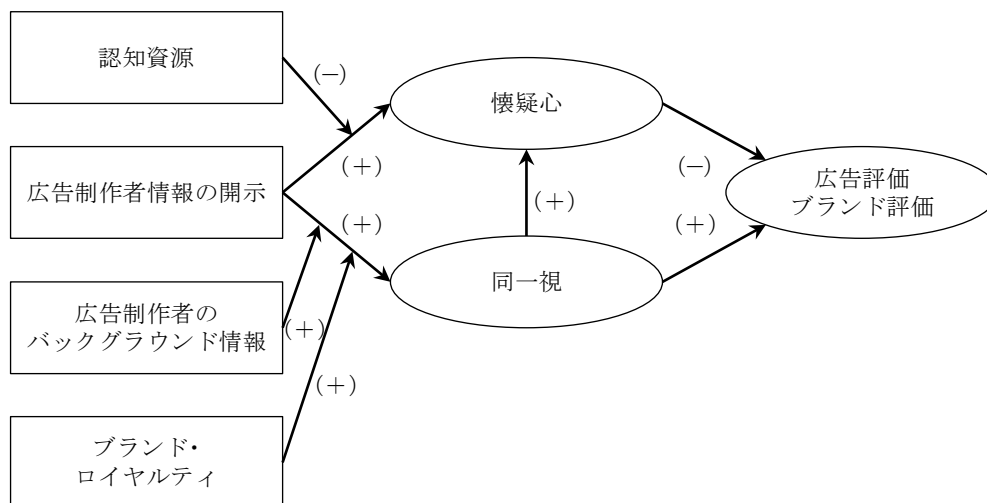 認知資源
(−)
懐疑心
(+)
(−)
広告制作者情報の開示
広告評価
ブランド評価
(+)
(+)
(+)
同一視
広告制作者の
バックグラウンド情報
(+)
(+)
ブランド・
ロイヤルティ